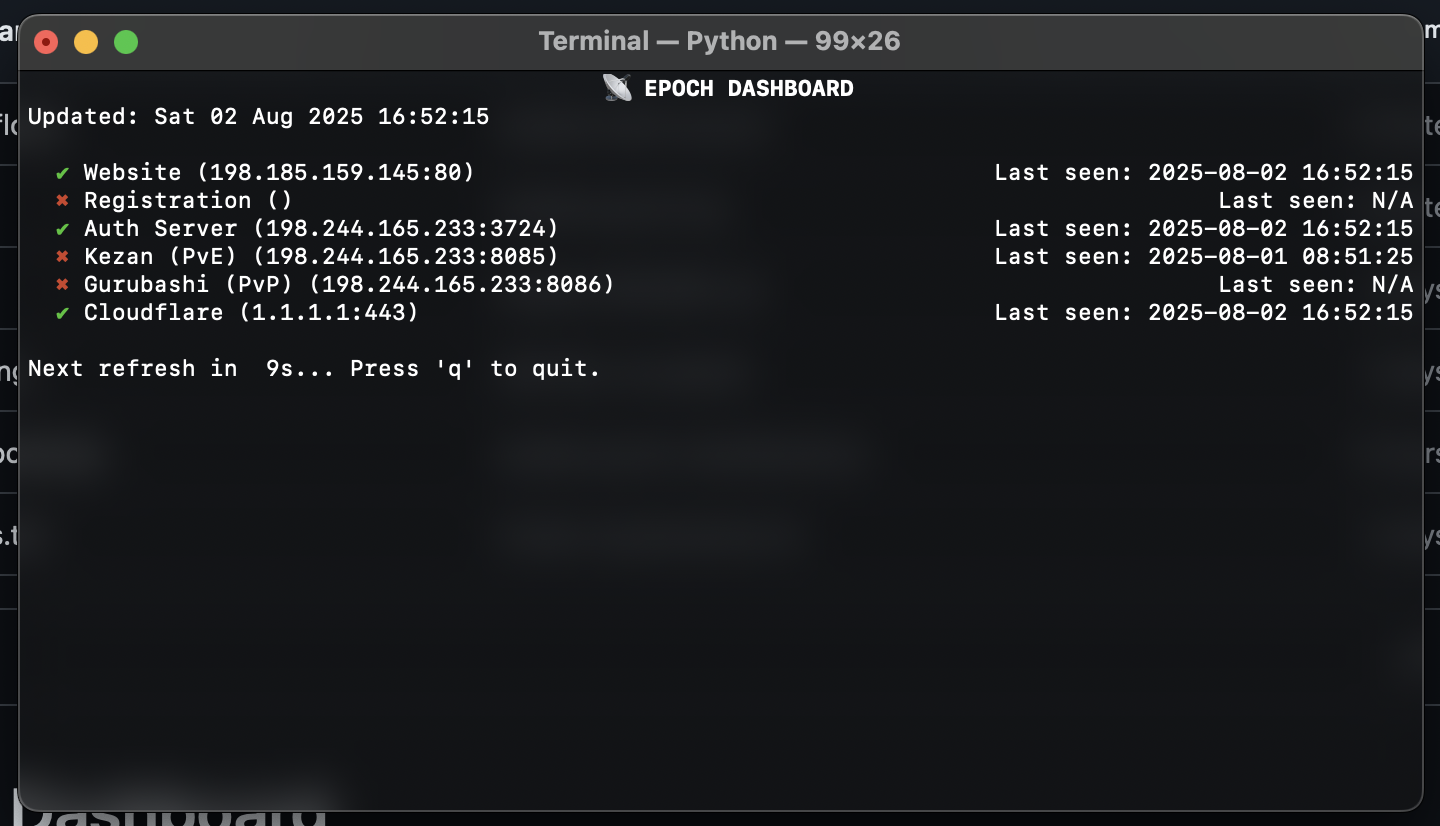 Terminal — Python — 99×26
📡 EPOCH DASHBOARD
Updated: Sat 02 Aug 2025 16:52:15
✔ Website (198.185.159.145:80) Last seen: 2025-08-02 16:52:15
✖ Registration () Last seen: N/A
✔ Auth Server (198.244.165.233:3724) Last seen: 2025-08-02 16:52:15
✖ Kezan (PvE) (198.244.165.233:8085) Last seen: 2025-08-01 08:51:25
✖ Gurubashi (PvP) (198.244.165.233:8086) Last seen: N/A
✔ Cloudflare (1.1.1.1:443) Last seen: 2025-08-02 16:52:15
Next refresh in  9s... Press 'q' to quit.
Dashboard